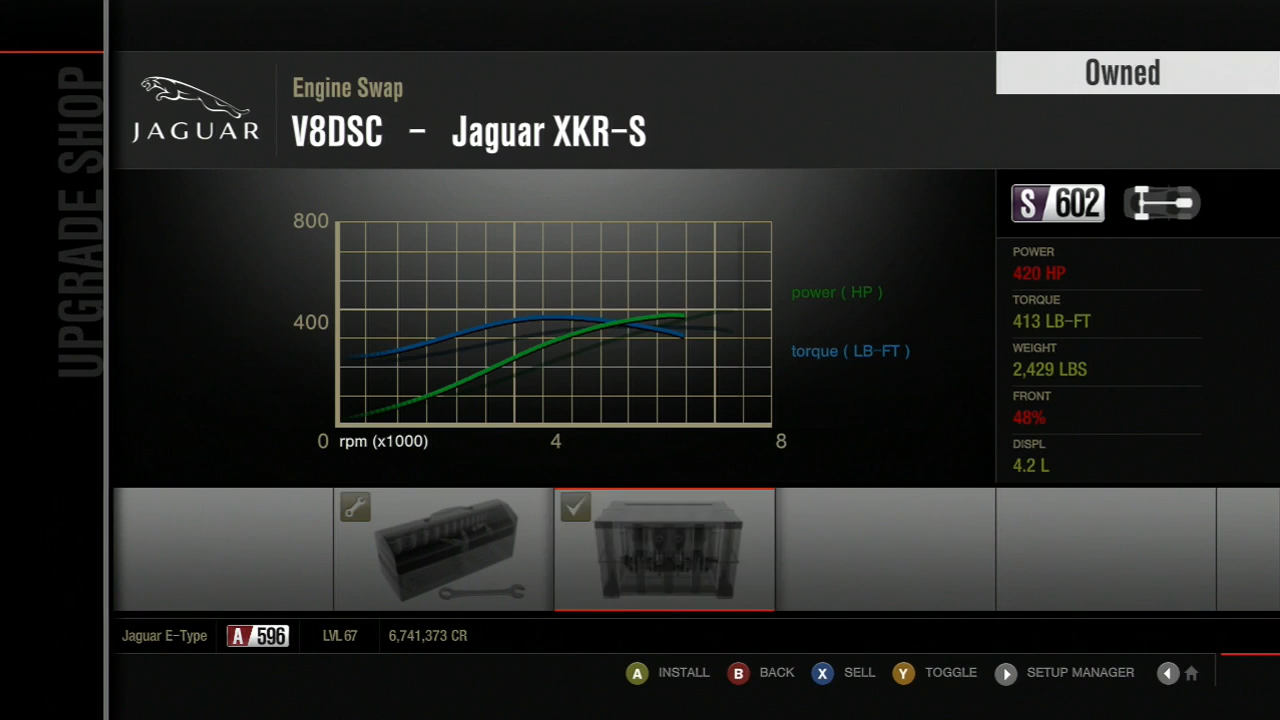 UPGRADE SHOP
JAGUAR
Engine Swap
V8DSC - Jaguar XKR-S
Owned
800
400
0 rpm (x1000) 4 8
power ( HP )
torque ( LB-FT )
S 602
POWER
420 HP
TORQUE
413 LB-FT
WEIGHT
2,429 LBS
FRONT
48%
DISPL
4.2 L
Jaguar E-Type A 596 LVL 67 6,741,373 CR
A INSTALL B BACK X SELL Y TOGGLE SETUP MANAGER